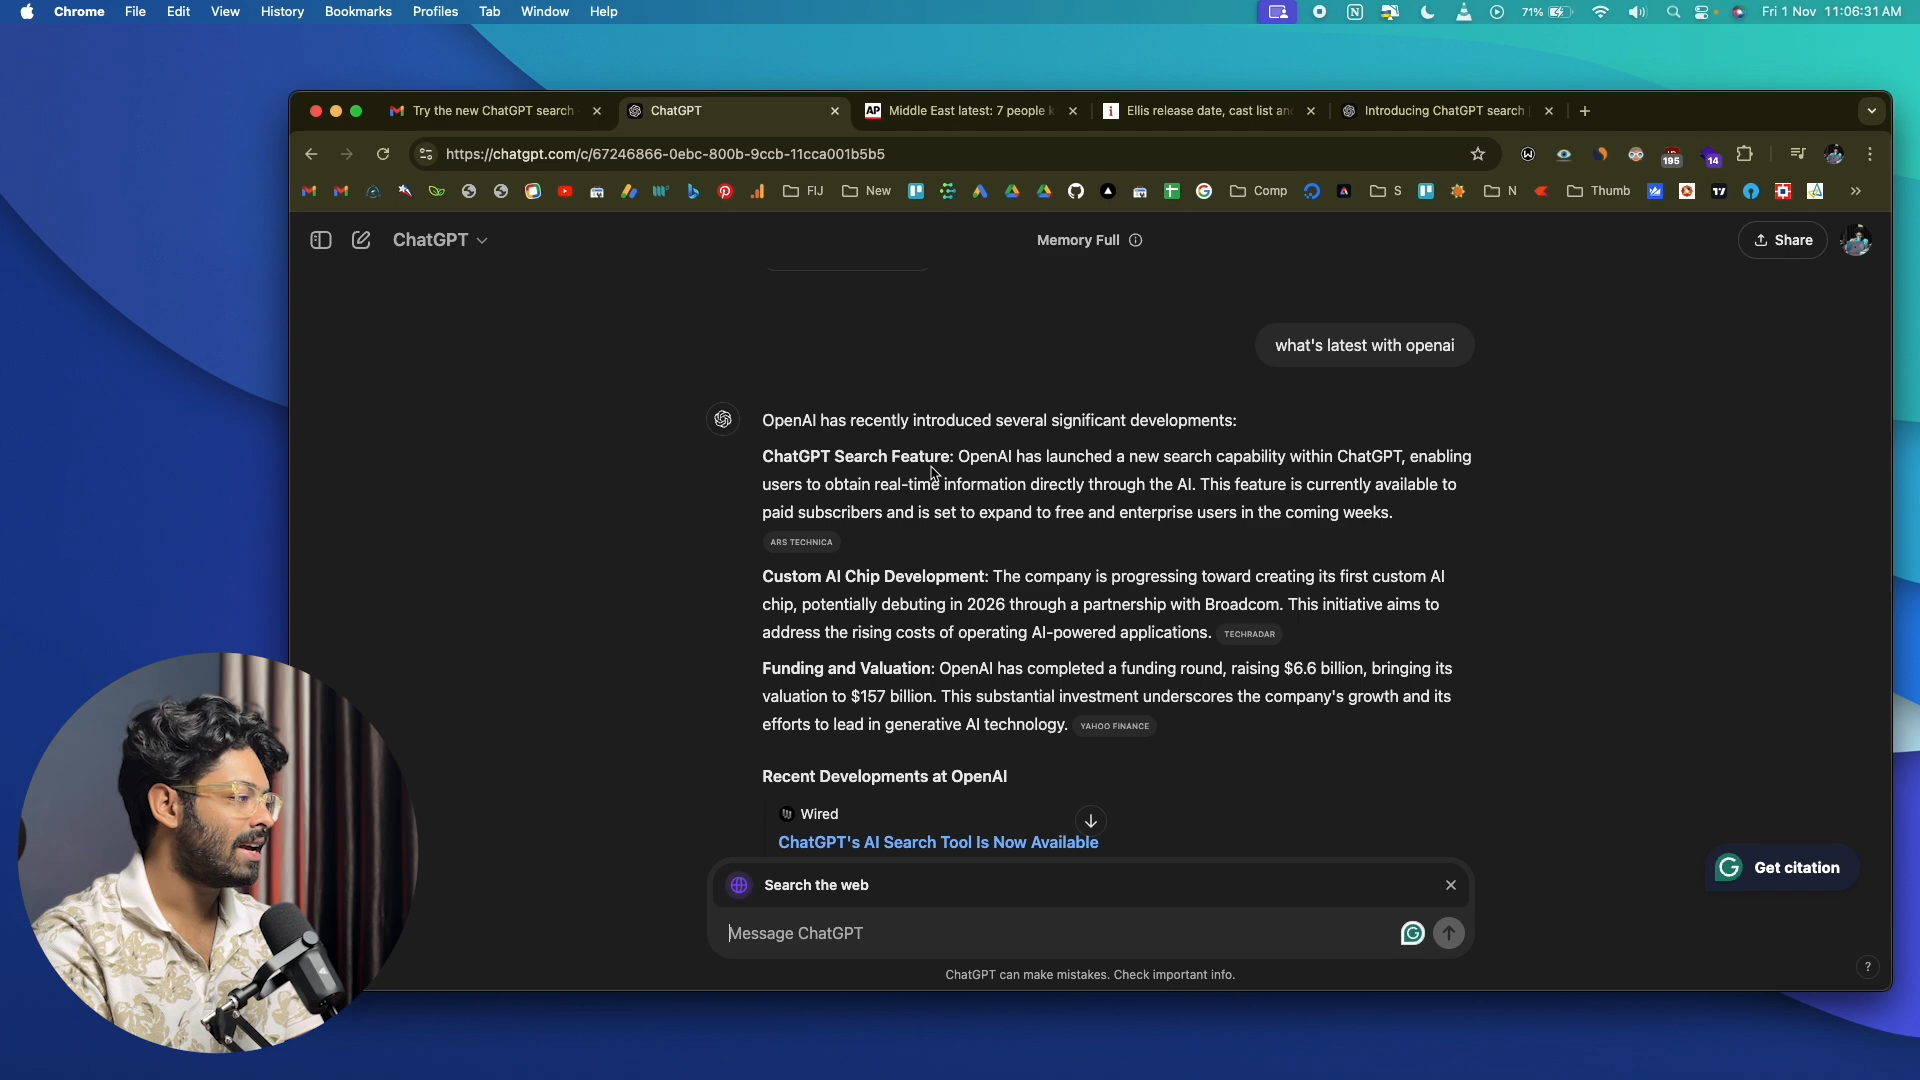 Chrome File Edit View History Bookmarks Profiles Tab Window Help 71% Fri 1 Nov 11:06:31 AM
Try the new ChatGPT search ChatGPT AP Middle East latest: 7 people k Ellis release date, cast list an Introducing ChatGPT search
https://chatgpt.com/c/67246866-0ebc-800b-9ccb-11cca001b5b5 195 14
FIJ New Comp S N Thumb
ChatGPT Memory Full Share
what's latest with openai
OpenAI has recently introduced several significant developments:
ChatGPT Search Feature: OpenAI has launched a new search capability within ChatGPT, enabling
users to obtain real-time information directly through the AI. This feature is currently available to
paid subscribers and is set to expand to free and enterprise users in the coming weeks.
ARS TECHNICA
Custom AI Chip Development: The company is progressing toward creating its first custom AI
chip, potentially debuting in 2026 through a partnership with Broadcom. This initiative aims to
address the rising costs of operating AI-powered applications. TECHRADAR
Funding and Valuation: OpenAI has completed a funding round, raising $6.6 billion, bringing its
valuation to $157 billion. This substantial investment underscores the company's growth and its
efforts to lead in generative AI technology. YAHOO FINANCE
Recent Developments at OpenAI
Wired
ChatGPT's AI Search Tool Is Now Available
Get citation
Search the web
Message ChatGPT
ChatGPT can make mistakes. Check important info.
?